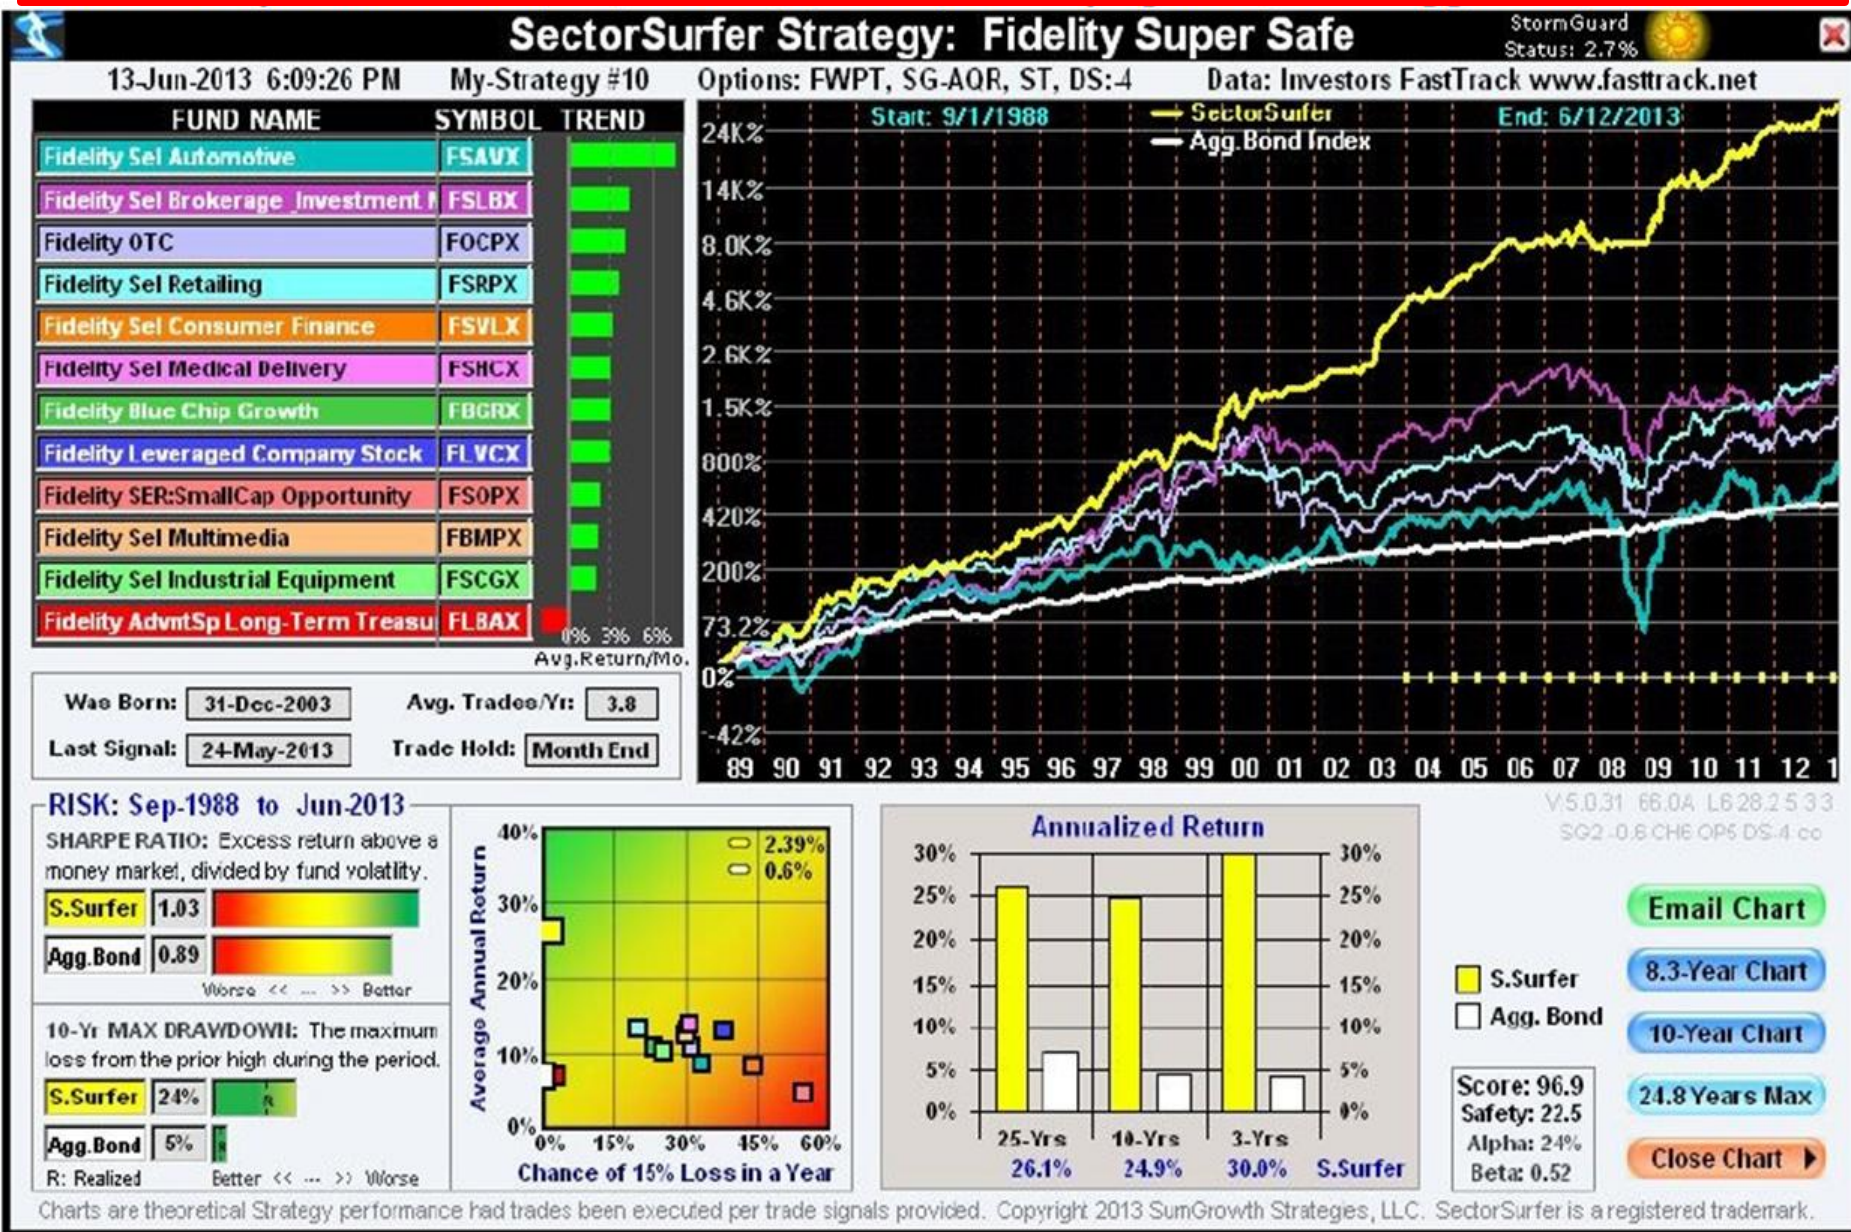 SectorSurfer Strategy: Fidelity Super Safe
StormGuard
Status: 2.7%
13-Jun-2013 6:09:26 PM My-Strategy #10 Options: FWPT, SG-AQR, ST, DS:-4 Data: Investors FastTrack www.fasttrack.net
FUND NAME SYMBOL TREND
Fidelity Sel Automotive FSAVX
Fidelity Sel Brokerage_Investment FSLBX
Fidelity OTC FOCPX
Fidelity Sel Retailing FSRPX
Fidelity Sel Consumer Finance FSVLX
Fidelity Sel Medical Delivery FSHCX
Fidelity Blue Chip Growth FBGRX
Fidelity Leveraged Company Stock FLVCX
Fidelity SER:SmallCap Opportunity FSOPX
Fidelity Sel Multimedia FBMPX
Fidelity Sel Industrial Equipment FSCGX
Fidelity AdvntSp Long-Term Treasu FLBAX
0% 3% 6%
Avg.Return/Mo.
Start: 9/1/1988 SectorSurfer End: 6/12/2013
Agg.Bond Index
24K%
14K%
8.0K%
4.6K%
2.6K%
1.5K%
800%
420%
200%
73.2%
0%
-42%
89 90 91 92 93 94 95 96 97 98 99 00 01 02 03 04 05 06 07 08 09 10 11 12 1
Was Born: 31-Dec-2003 Avg. Trades/Yr: 3.8
Last Signal: 24-May-2013 Trade Hold: Month End
RISK: Sep-1988 to Jun-2013
SHARPE RATIO: Excess return above a
money market, divided by fund volatlity.
S.Surfer 1.03
Agg.Bond 0.89
Worse << ... >> Better
10-Yr MAX DRAWDOWN: The maximum
loss from the prior high during the period.
S.Surfer 24% R
Agg.Bond 5% R
R: Realized Better << ... >> Worse
Average Annual Return
40%
30%
20%
10%
0%
2.39%
0.6%
0% 15% 30% 45% 60%
Chance of 15% Loss in a Year
Annualized Return
30% 30%
25% 25%
20% 20%
15% 15%
10% 10%
5% 5%
0% 0%
25-Yrs 10-Yrs 3-Yrs
26.1% 24.9% 30.0% S.Surfer
S.Surfer
Agg. Bond
Score: 96.9
Safety: 22.5
Alpha: 24%
Beta: 0.52
Email Chart
8.3-Year Chart
10-Year Chart
24.8 Years Max
Close Chart
Charts are theoretical Strategy performance had trades been executed per trade signals provided. Copyright 2013 SumGrowth Strategies, LLC. SectorSurfer is a registered trademark.